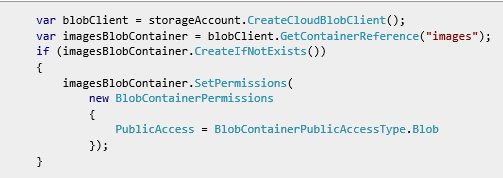 var blobClient = storageAccount.CreateCloudBlobClient();
var imagesBlobContainer = blobClient.GetContainerReference("images");
if (imagesBlobContainer.CreateIfNotExists())
{
    imagesBlobContainer.SetPermissions(
        new BlobContainerPermissions
        {
            PublicAccess = BlobContainerPublicAccessType.Blob
        });
}